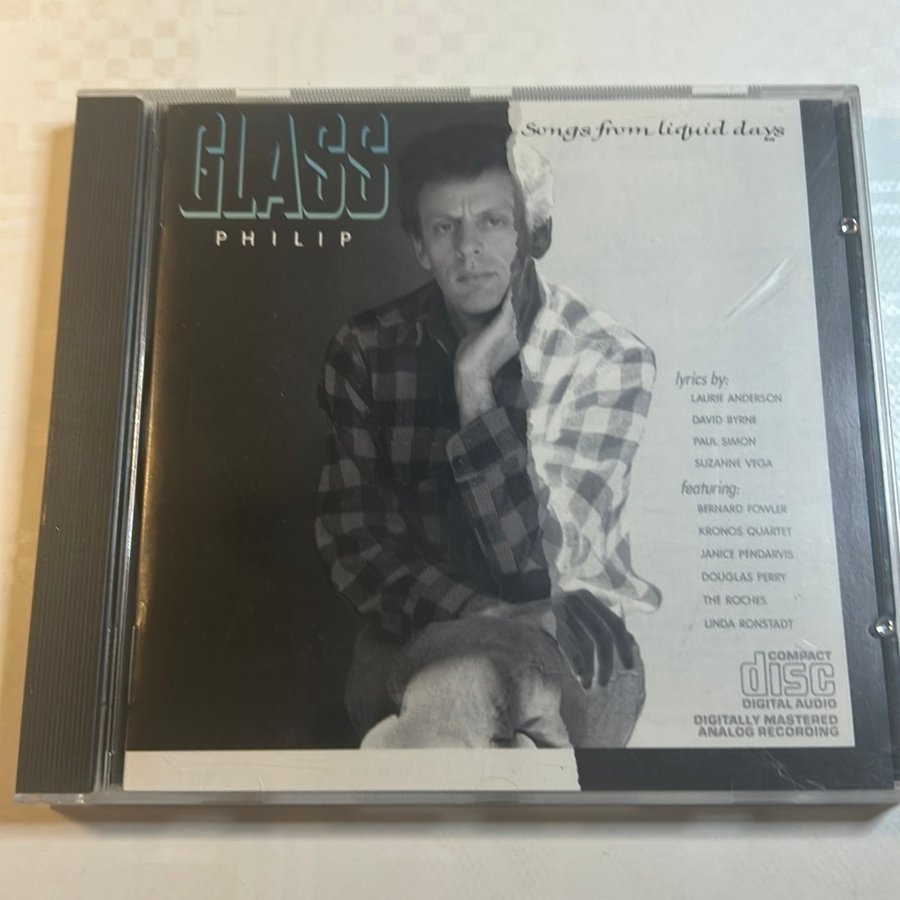 GLASS
PHILIP
Songs from liquid days
lyrics by:
LAURIE ANDERSON
DAVID BYRNE
PAUL SIMON
SUZANNE VEGA
featuring:
BERNARD FOWLER
KRONOS QUARTET
JANICE PENDARVIS
DOUGLAS PERRY
THE ROCHES
LINDA RONSTADT
COMPACT
disc
DIGITAL AUDIO
DIGITALLY MASTERED
ANALOG RECORDING